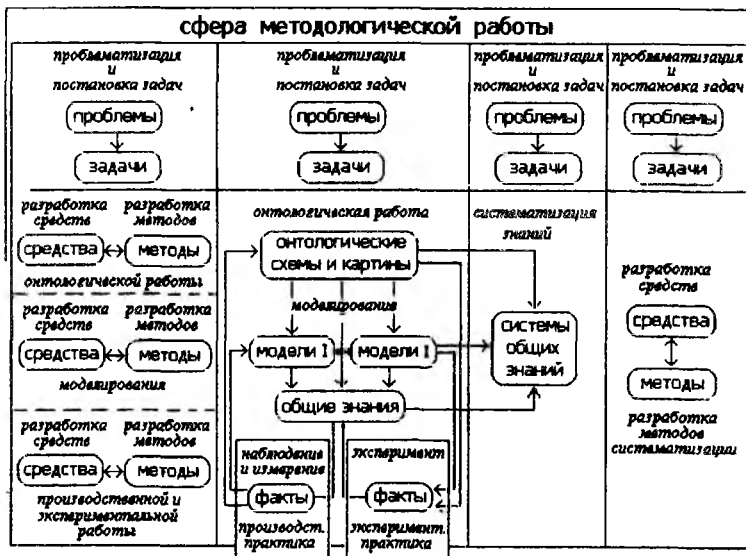 сфера методологической работы
проблематизация
и
постановка задач
проблемы
задачи
проблематизация
и
постановка задач
проблемы
задачи
проблематизация
и
постановка задач
проблемы
задачи
проблематизация
и
постановка задач
проблемы
задачи
разработка разработка
средств методов
средства методы
онтологической работы
разработка разработка
средств методов
средства методы
моделирования
разработка разработка
средств методов
средства методы
производственной и
экспериментальной
работы
онтологическая работа
онтологические
схемы и картины
моделирования
модели I модели I
общие знания
наблюдение
и измерение
факты
производст.
практика
эксперимент
факты
эксперимент.
практика
систематизация
знаний
системы
общих
знаний
разработка
средств
средства
методы
разработка
методов
систематизации